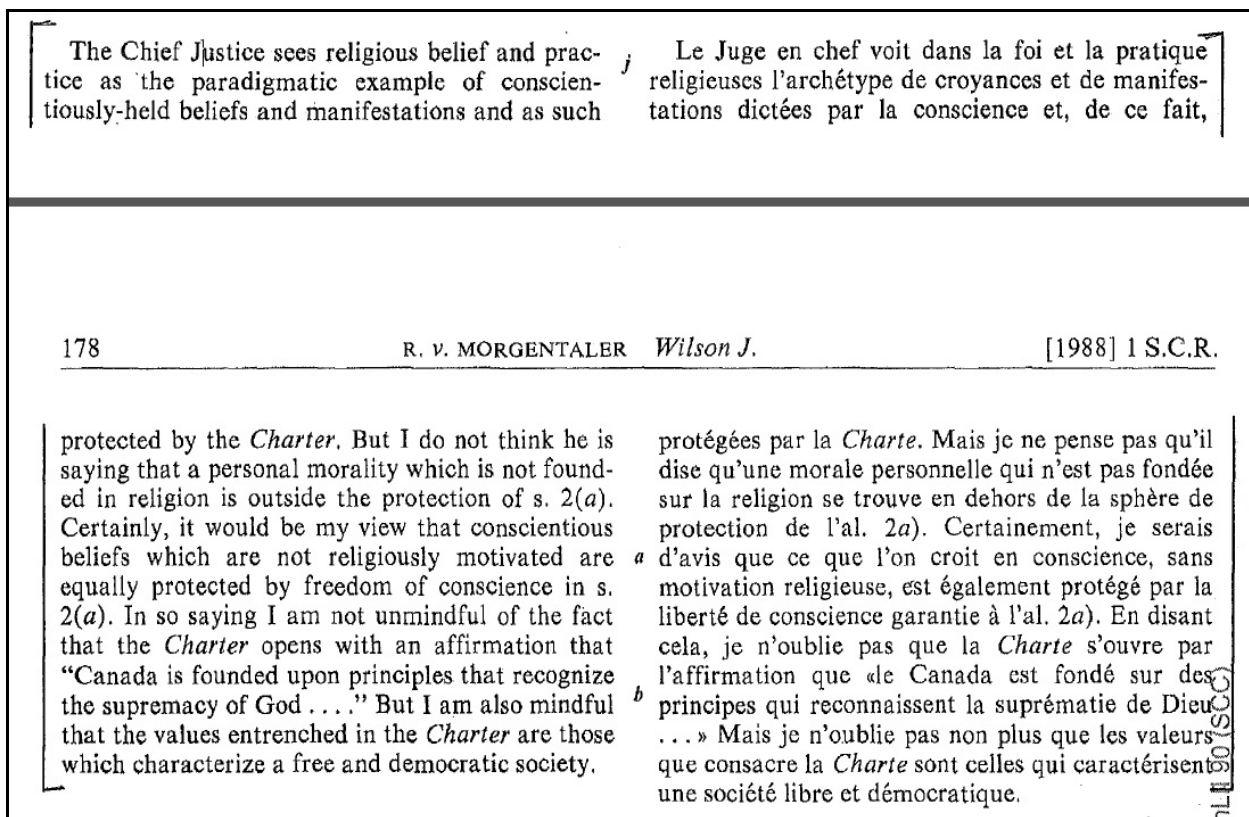 The Chief Justice sees religious belief and prac-
tice as the paradigmatic example of conscien-
tiously-held beliefs and manifestations and as such
j
Le Juge en chef voit dans la foi et la pratique
religieuses l'archétype de croyances et de manifes-
tations dictées par la conscience et, de ce fait,
178 R. v. MORGENTALER Wilson J. [1988] 1 S.C.R.
protected by the Charter. But I do not think he is
saying that a personal morality which is not found-
ed in religion is outside the protection of s. 2(a).
Certainly, it would be my view that conscientious
beliefs which are not religiously motivated are
equally protected by freedom of conscience in s.
2(a). In so saying I am not unmindful of the fact
that the Charter opens with an affirmation that
“Canada is founded upon principles that recognize
the supremacy of God . . . .” But I am also mindful
that the values entrenched in the Charter are those
which characterize a free and democratic society.
a
b
protégées par la Charte. Mais je ne pense pas qu'il
dise qu'une morale personnelle qui n'est pas fondée
sur la religion se trouve en dehors de la sphère de
protection de l'al. 2a). Certainement, je serais
d'avis que ce que l'on croit en conscience, sans
motivation religieuse, est également protégé par la
liberté de conscience garantie à l'al. 2a). En disant
cela, je n'oublie pas que la Charte s'ouvre par
l'affirmation que «le Canada est fondé sur des
principes qui reconnaissent la suprématie de Dieu
. . . » Mais je n'oublie pas non plus que les valeurs
que consacre la Charte sont celles qui caractérisent
une société libre et démocratique.
90 (SCC)